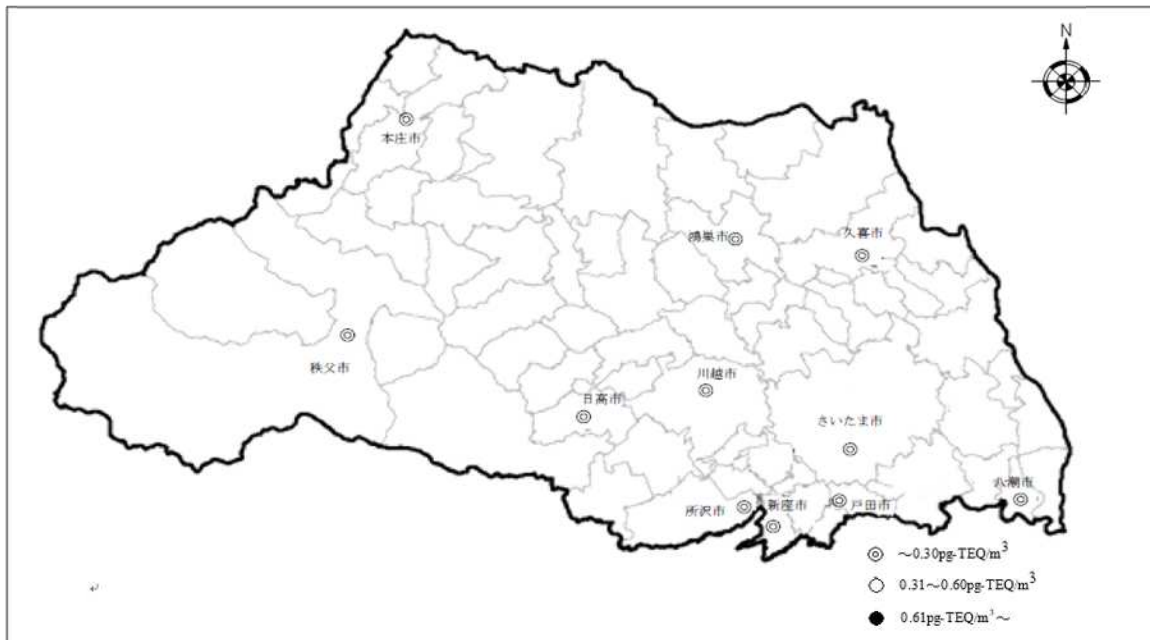 N
本庄市
鴻巣市
久喜市
秩父市
川越市
日高市
さいたま市
八潮市
所沢市
新座市
戸田市
◎ ～0.30pg-TEQ/m³
○ 0.31～0.60pg-TEQ/m³
● 0.61pg-TEQ/m³～